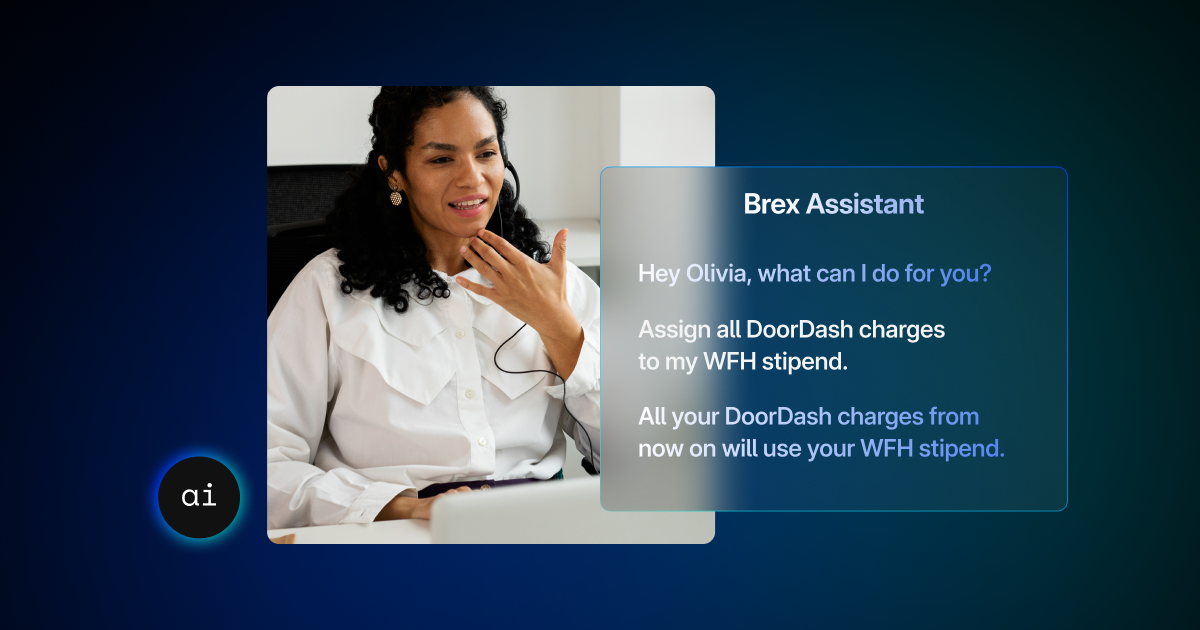 Brex Assistant
Hey Olivia, what can I do for you?
Assign all DoorDash charges
to my WFH stipend.
All your DoorDash charges from
now on will use your WFH stipend.
ai